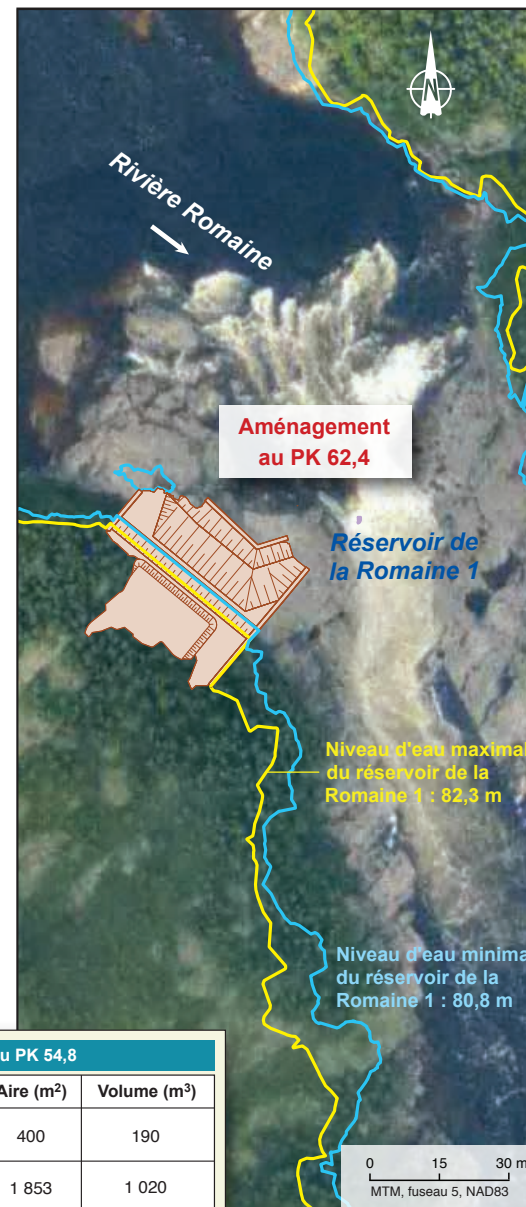 N
Rivière Romaine
Aménagement
au PK 62,4
Réservoir de
la Romaine 1
Niveau d'eau maxima
du réservoir de la
Romaine 1 : 82,3 m
Niveau d'eau minima
du réservoir de la
Romaine 1 : 80,8 m
u PK 54,8
Aire (m²) Volume (m³)
400 190
1 853 1 020
0 15 30 m
MTM, fuseau 5, NAD83